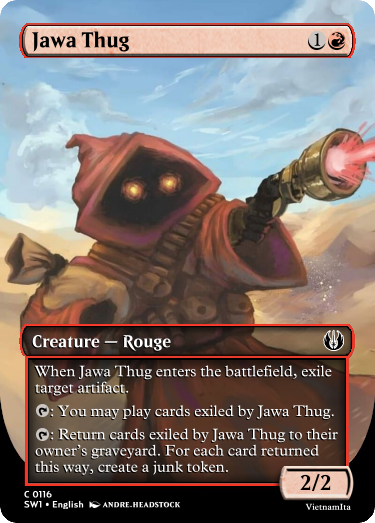 Jawa Thug 1
Creature — Rouge
When Jawa Thug enters the battlefield, exile
target artifact.
: You may play cards exiled by Jawa Thug.
: Return cards exiled by Jawa Thug to their
owner's graveyard. For each card returned
this way, create a junk token.
2/2
C 0116
SW1 • English ANDRE.HEADSTOCK
VietnamIta